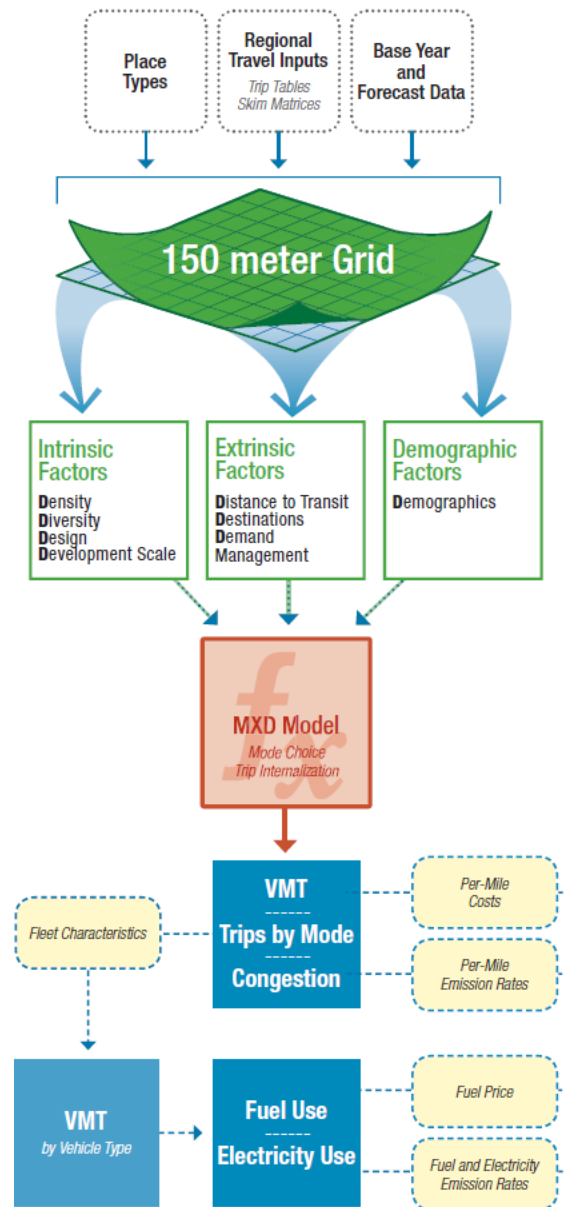 Place
Types
Regional
Travel Inputs
Trip Tables
Skim Matrices
Base Year
and
Forecast Data
150 meter Grid
Intrinsic
Factors
Density
Diversity
Design
Development Scale
Extrinsic
Factors
Distance to Transit
Destinations
Demand
Management
Demographic
Factors
Demographics
fx
MXD Model
Mode Choice
Trip Internalization
VMT
Trips by Mode
Congestion
Per-Mile
Costs
Fleet Characteristics
Per-Mile
Emission Rates
VMT
by Vehicle Type
Fuel Use
Electricity Use
Fuel Price
Fuel and Electricity
Emission Rates